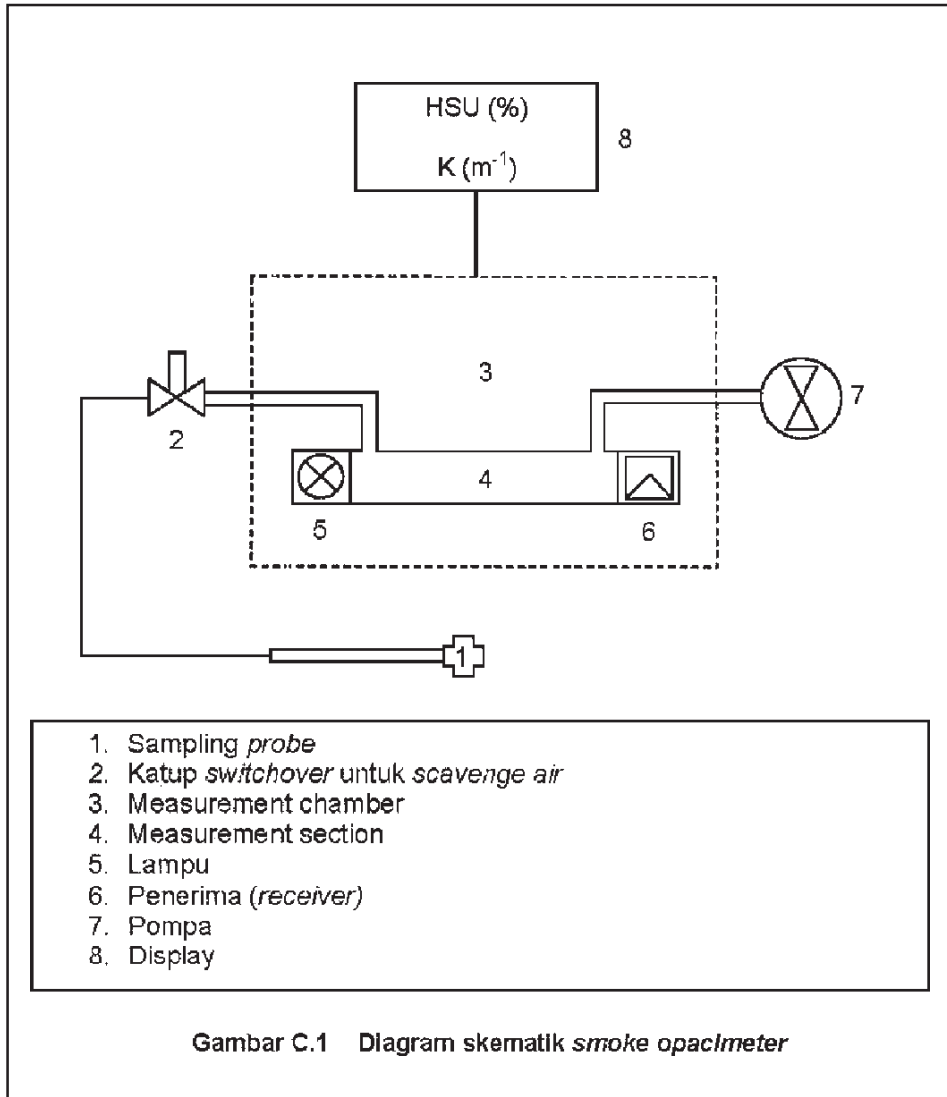 HSU (%)
K (m⁻¹)
8
3
7
2
4
5
6
1
1. Sampling probe
2. Katup switchover untuk scavenge air
3. Measurement chamber
4. Measurement section
5. Lampu
6. Penerima (receiver)
7. Pompa
8. Display
Gambar C.1 Diagram skematik smoke opacimeter